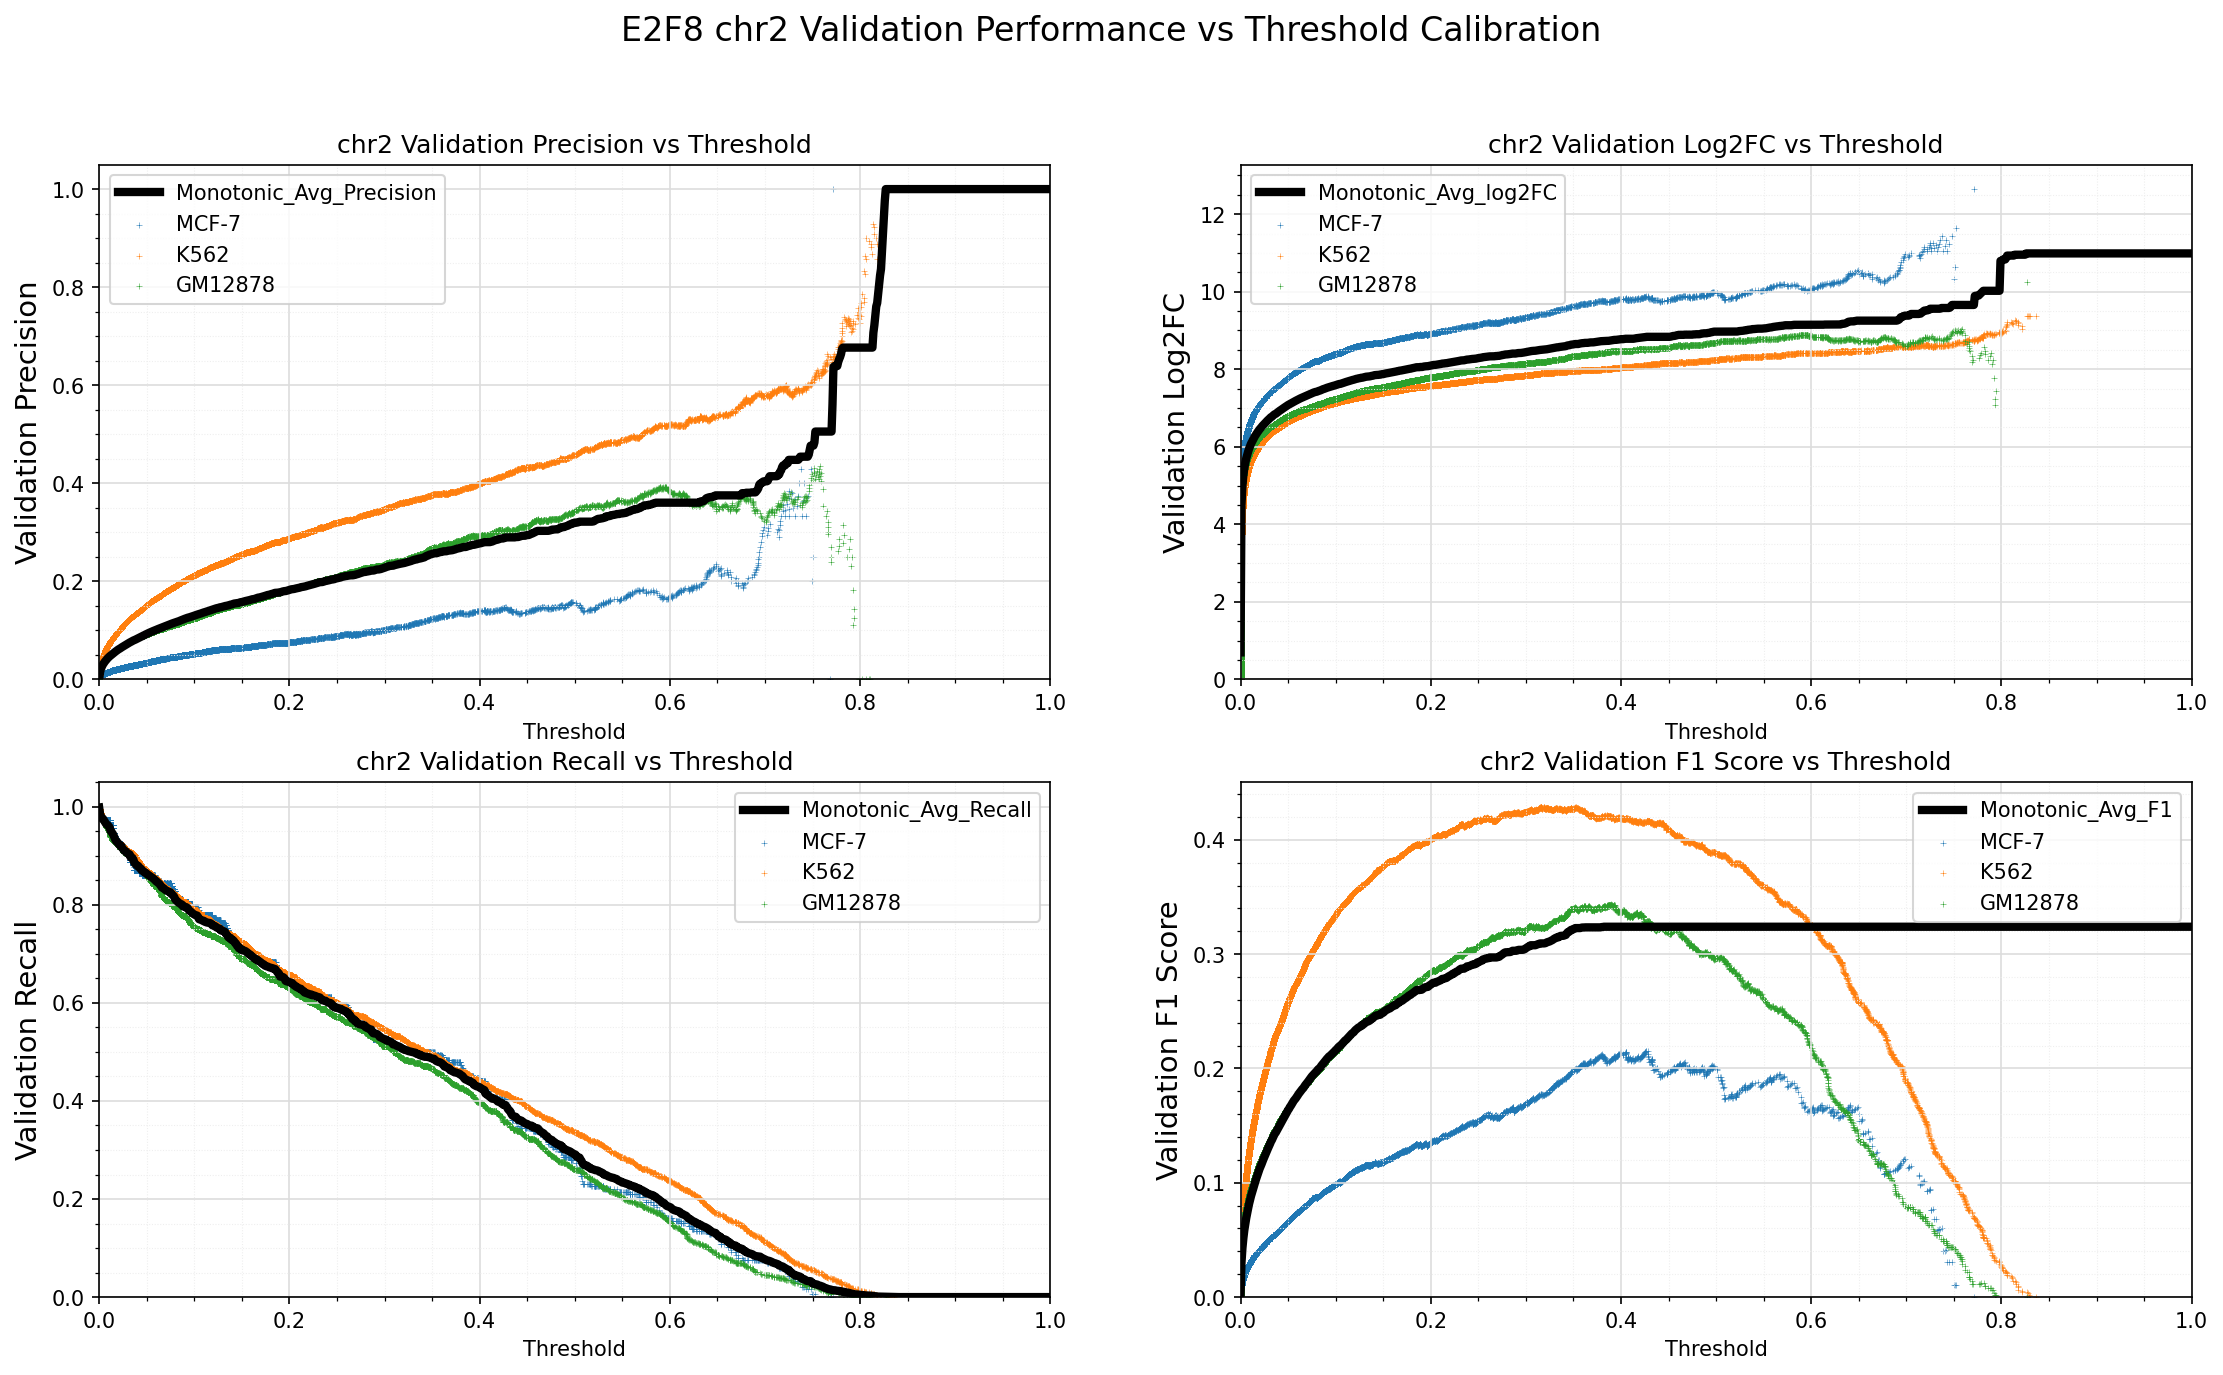 E2F8 chr2 Validation Performance vs Threshold Calibration
chr2 Validation Precision vs Threshold
Validation Precision
1.0
0.8
0.6
0.4
0.2
0.0
Monotonic_Avg_Precision
MCF-7
K562
GM12878
0.0 0.2 0.4 0.6 0.8 1.0
Threshold
chr2 Validation Log2FC vs Threshold
Validation Log2FC
12
10
8
6
4
2
0
Monotonic_Avg_log2FC
MCF-7
K562
GM12878
0.0 0.2 0.4 0.6 0.8 1.0
Threshold
chr2 Validation Recall vs Threshold
Validation Recall
1.0
0.8
0.6
0.4
0.2
0.0
Monotonic_Avg_Recall
MCF-7
K562
GM12878
0.0 0.2 0.4 0.6 0.8 1.0
Threshold
chr2 Validation F1 Score vs Threshold
Validation F1 Score
0.4
0.3
0.2
0.1
0.0
Monotonic_Avg_F1
MCF-7
K562
GM12878
0.0 0.2 0.4 0.6 0.8 1.0
Threshold